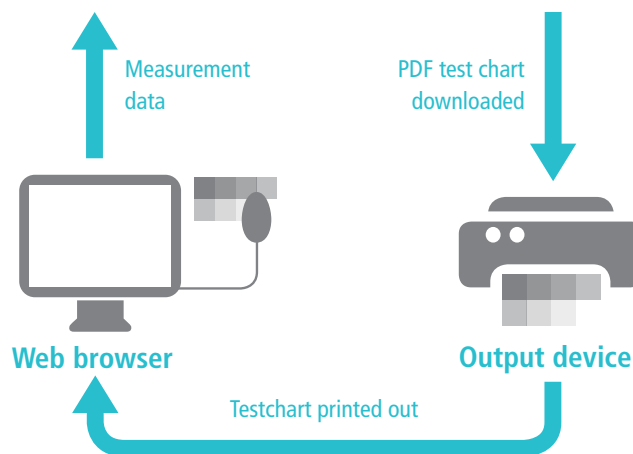 Measurement
data
PDF test chart
downloaded
Web browser
Output device
Testchart printed out